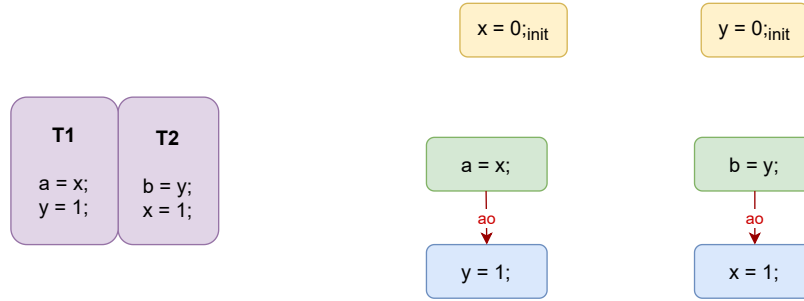 x = 0;init
y = 0;init
T1
T2
a = x;
y = 1;
b = y;
x = 1;
a = x;
b = y;
ao
ao
y = 1;
x = 1;